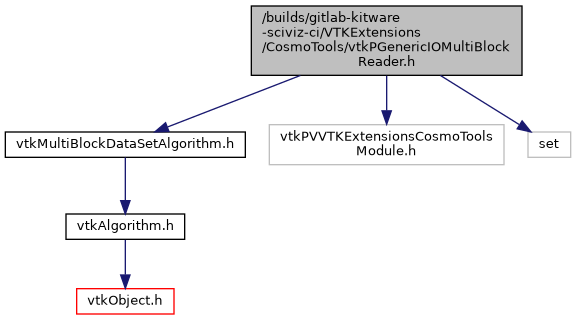 /builds/gitlab-kitware
-sciviz-ci/VTKExtensions
/CosmoTools/vtkPGenericIOMultiBlock
Reader.h
vtkMultiBlockDataSetAlgorithm.h
vtkPVVTKExtensionsCosmoTools
Module.h
set
vtkAlgorithm.h
vtkObject.h